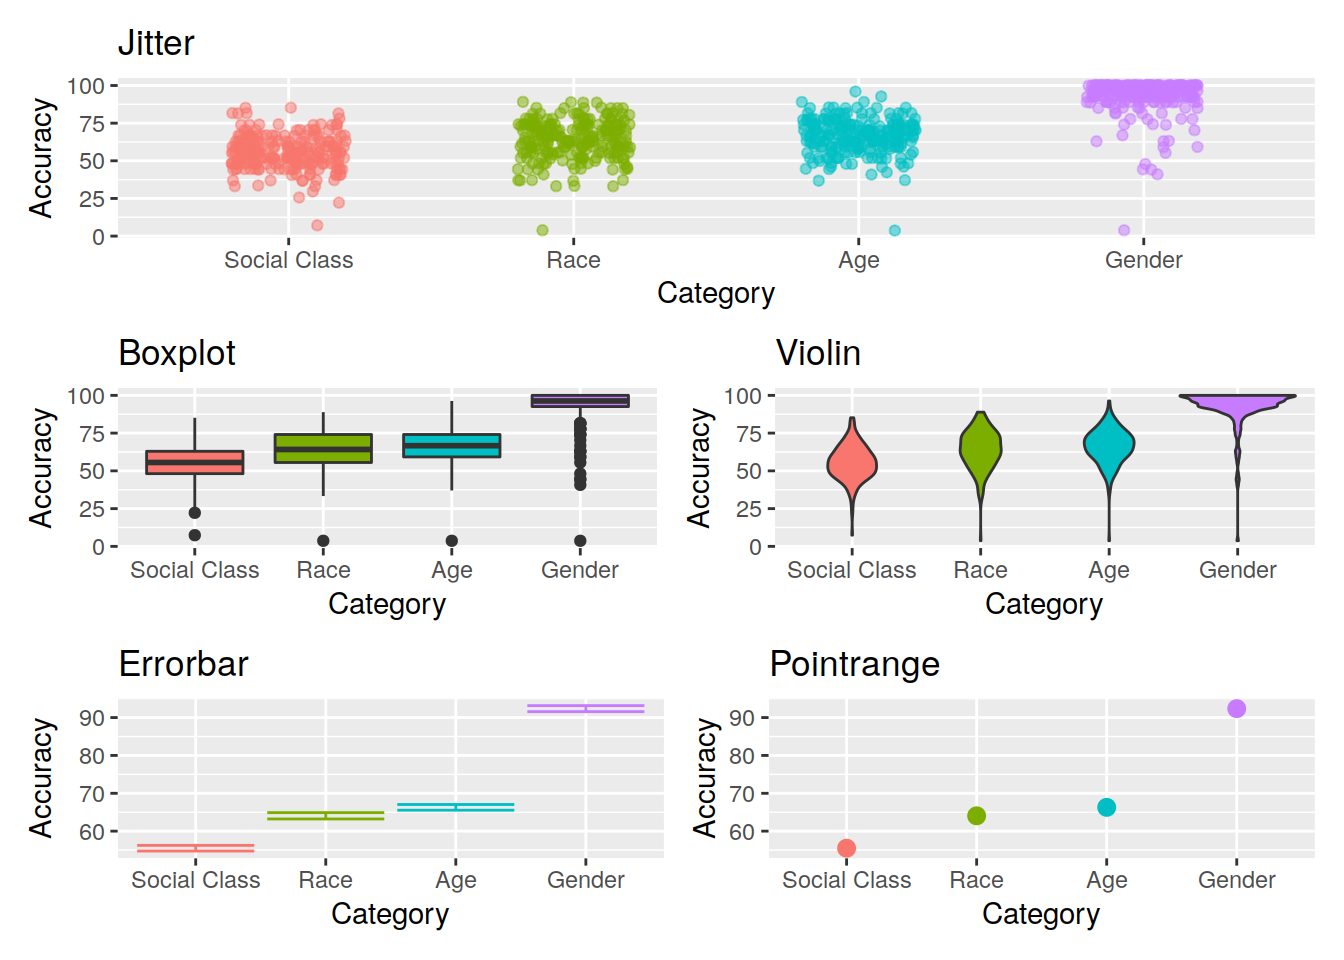 Jitter
Accuracy
100
75
50
25
0
Social Class Race Age Gender
Category
Boxplot
Accuracy
100
75
50
25
0
Social Class Race Age Gender
Category
Violin
Accuracy
100
75
50
25
0
Social Class Race Age Gender
Category
Errorbar
Accuracy
90
80
70
60
Social Class Race Age Gender
Category
Pointrange
Accuracy
90
80
70
60
Social Class Race Age Gender
Category